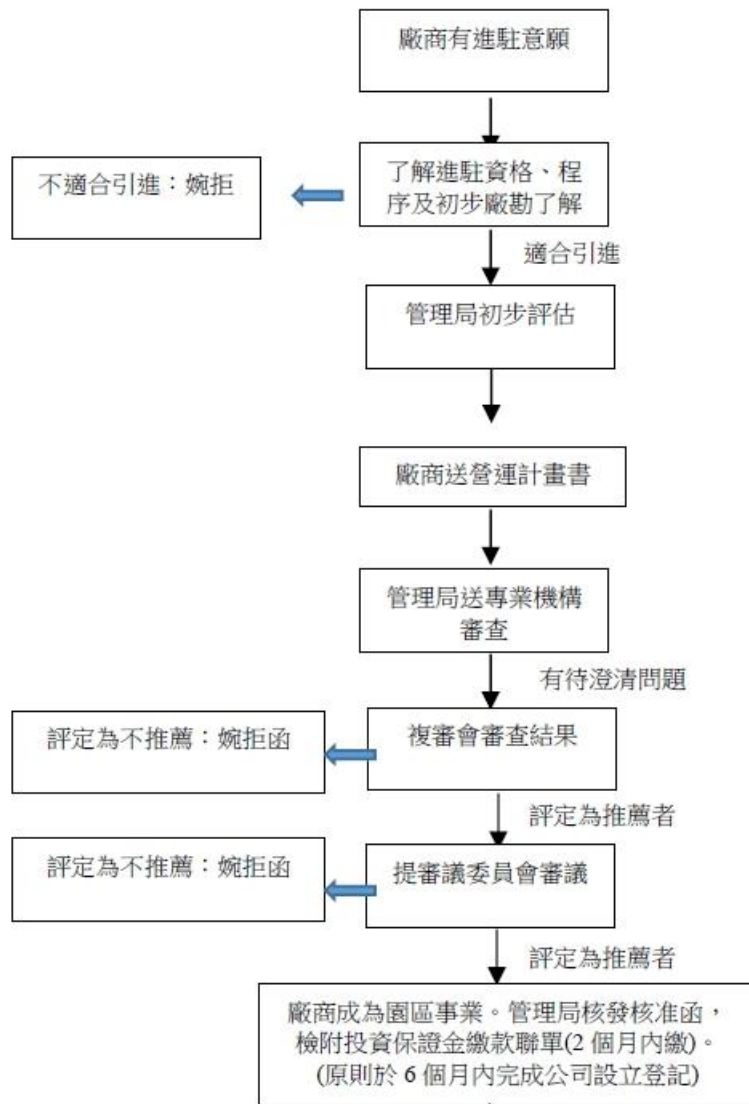 廠商有進駐意願
了解進駐資格、程
序及初步廠勘了解
不適合引進：婉拒
適合引進
管理局初步評估
廠商送營運計畫書
管理局送專業機構
審查
有待澄清問題
複審會審查結果
評定為不推薦：婉拒函
評定為推薦者
提審議委員會審議
評定為不推薦：婉拒函
評定為推薦者
廠商成為園區事業。管理局核發核准函，
檢附投資保證金繳款聯單(2 個月內繳)。
(原則於 6 個月內完成公司設立登記)